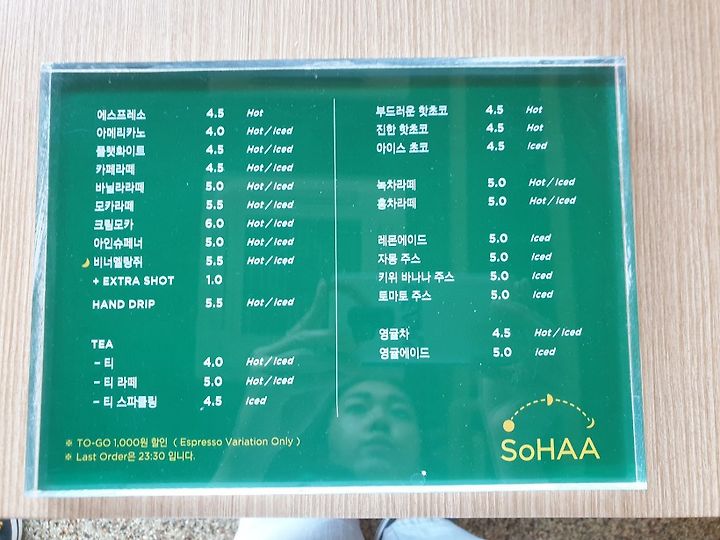 에스프레소 4.5 Hot
아메리카노 4.0 Hot / Iced
플랫화이트 4.5 Hot / Iced
카페라떼 4.5 Hot / Iced
바닐라라떼 5.0 Hot / Iced
모카라떼 5.5 Hot / Iced
크림모카 6.0 Hot / Iced
아인슈페너 5.0 Hot / Iced
비너멜랑쥐 5.5 Hot / Iced
+ EXTRA SHOT 1.0
HAND DRIP 5.5 Hot / Iced
TEA
– 티 4.0 Hot / Iced
– 티 라떼 5.0 Hot / Iced
– 티 스파클링 4.5 Iced
※ TO-GO 1,000원 할인 ( Espresso Variation Only )
※ Last Order은 23:30 입니다.
부드러운 핫초코 4.5 Hot
진한 핫초코 4.5 Hot
아이스 초코 4.5 Iced
녹차라떼 5.0 Hot / Iced
홍차라떼 5.0 Hot / Iced
레몬에이드 5.0 Iced
자몽 주스 5.0 Iced
키위 바나나 주스 5.0 Iced
토마토 주스 5.0 Iced
영귤차 4.5 Hot / Iced
영귤에이드 5.0 Iced
SoHAA